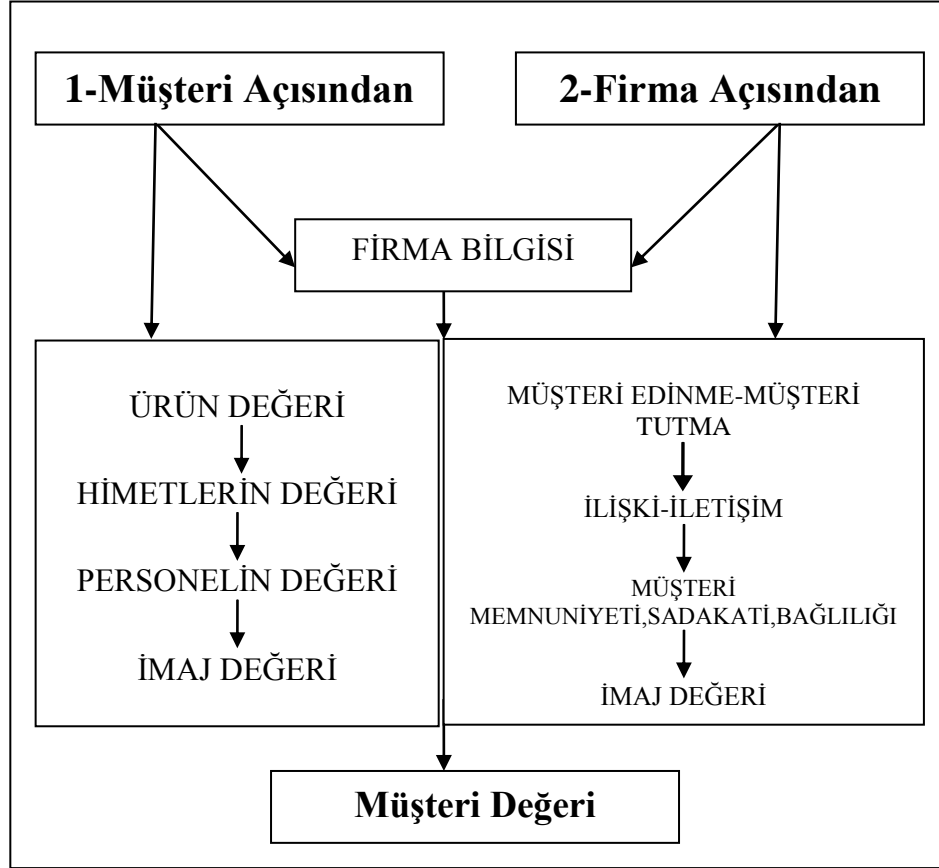 1-Müşteri Açısından
2-Firma Açısından
FİRMA BİLGİSİ
ÜRÜN DEĞERİ
HİMETLERİN DEĞERİ
PERSONELİN DEĞERİ
İMAJ DEĞERİ
MÜŞTERİ EDİNME-MÜŞTERİ
TUTMA
İLİŞKİ-İLETİŞİM
MÜŞTERİ
MEMNUNİYETİ,SADAKATİ,BAĞLILIĞI
İMAJ DEĞERİ
Müşteri Değeri